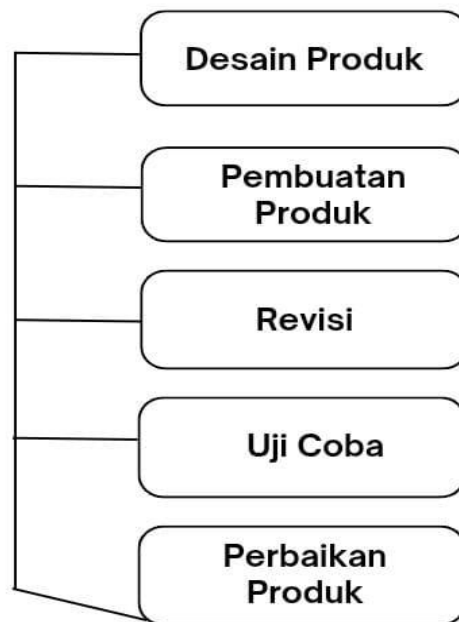 Desain Produk
Pembuatan
Produk
Revisi
Uji Coba
Perbaikan
Produk